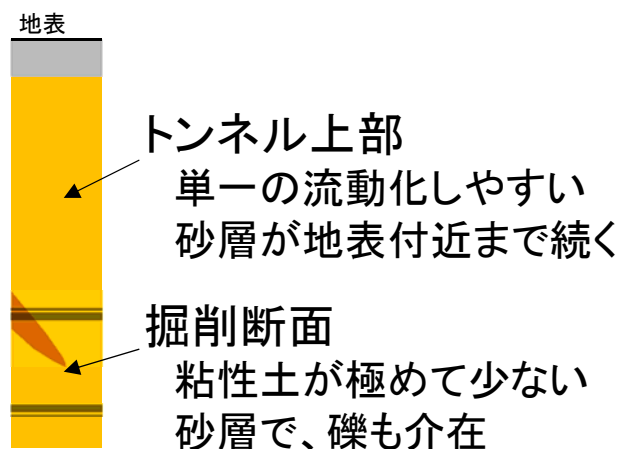 地表
トンネル上部
単一の流動化しやすい
砂層が地表付近まで続く
掘削断面
粘性土が極めて少ない
砂層で、礫も介在